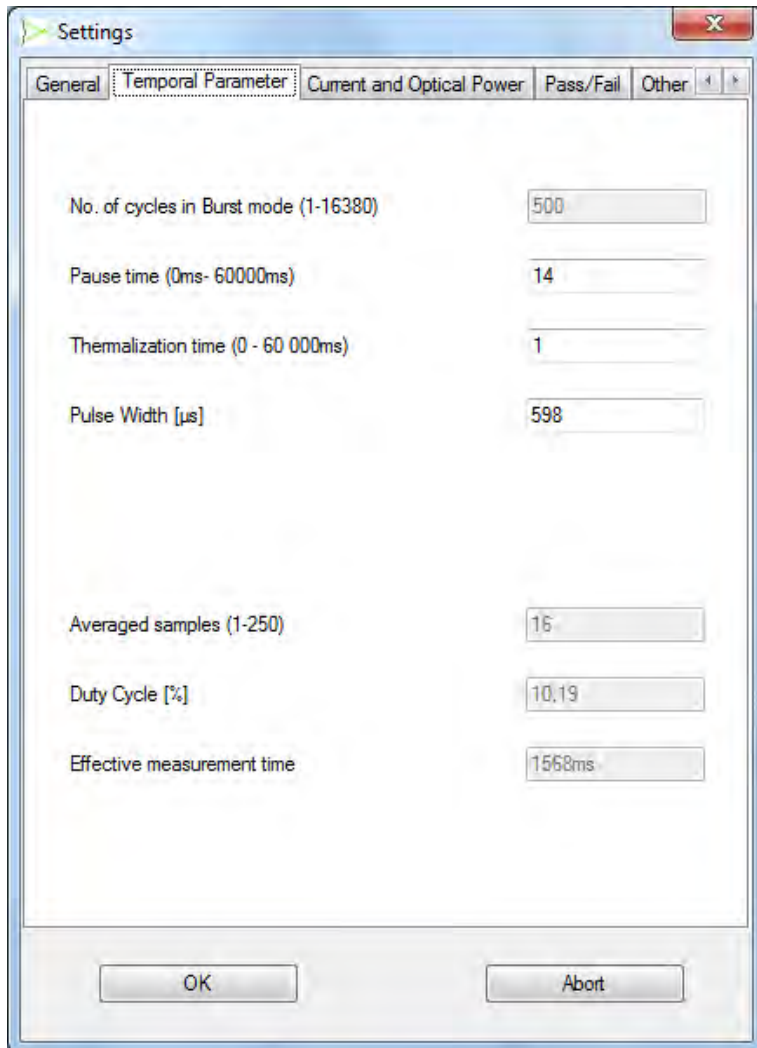 Settings
General Temporal Parameter Current and Optical Power Pass/Fail Other
No. of cycles in Burst mode (1-16380) 500
Pause time (0ms- 60000ms) 14
Thermalization time (0 - 60 000ms) 1
Pulse Width [µs] 598
Averaged samples (1-250) 16
Duty Cycle [%] 10,19
Effective measurement time 1568ms
OK Abort